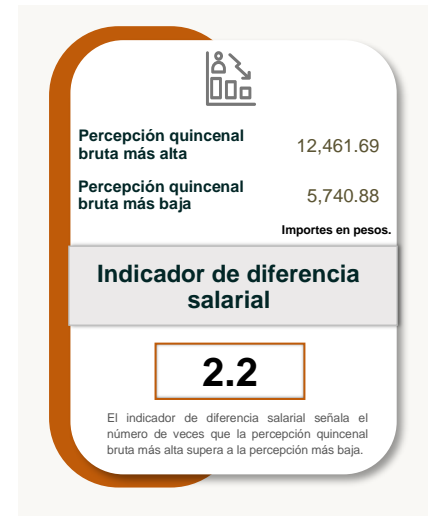 Percepción quincenal
bruta más alta
12,461.69
Percepción quincenal
bruta más baja
5,740.88
Importes en pesos.
Indicador de diferencia
salarial
2.2
El indicador de diferencia salarial señala el
número de veces que la percepción quincenal
bruta más alta supera a la percepción más baja.